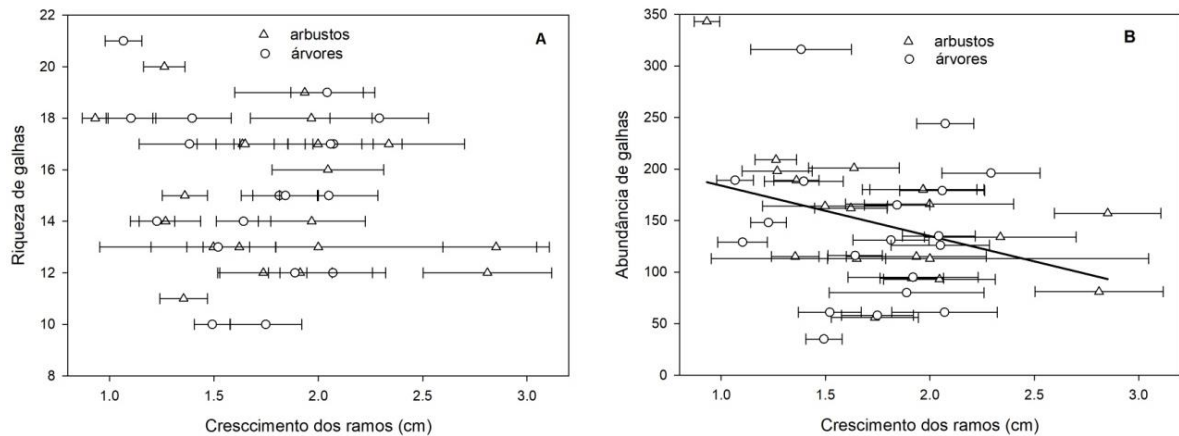 22
20
18
16
14
12
10
8
Riqueza de galhas
arbustos
árvores
A
1.0 1.5 2.0 2.5 3.0
Cresccimento dos ramos (cm)
350
300
250
200
150
100
50
0
Abundância de galhas
arbustos
árvores
B
1.0 1.5 2.0 2.5 3.0
Crescimento dos ramos (cm)